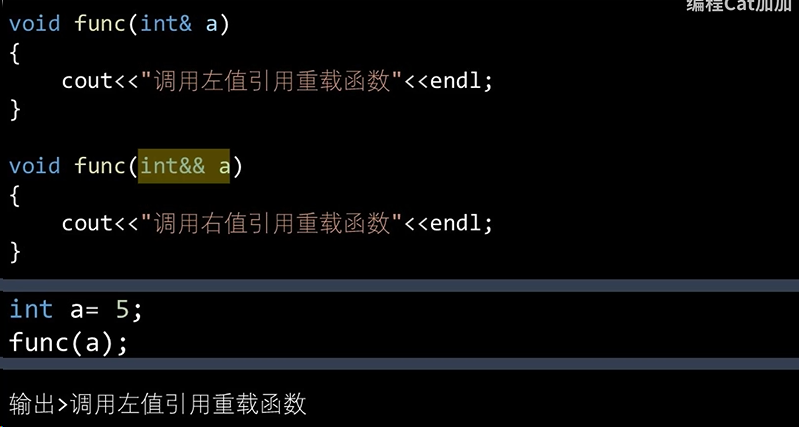 编程Cat加加
void func(int& a)
{
    cout<<"调用左值引用重载函数"<<endl;
}
void func(int&& a)
{
    cout<<"调用右值引用重载函数"<<endl;
}
int a= 5;
func(a);
输出>调用左值引用重载函数